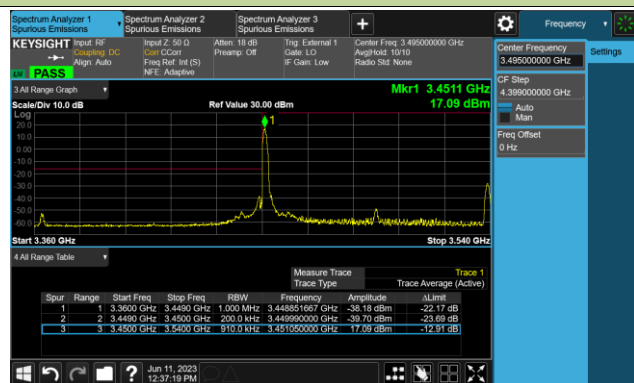 Spectrum Analyzer 1
Spurious Emissions
Spectrum Analyzer 2
Spurious Emissions
Spectrum Analyzer 3
Spurious Emissions
Frequency
KEYSIGHT
Input: RF
Coupling: DC
Align: Auto
Input Z: 50 Ω
Corr CCorr
Freq Ref: Int (S)
NFE: Adaptive
Atten: 18 dB
Preamp: Off
Trig: External 1
Gate: LO
IF Gain: Low
Center Freq: 3.495000000 GHz
Avg|Hold: 10/10
Radio Std: None
PASS
Center Frequency
3.495000000 GHz
Settings
CF Step
4.399000000 GHz
Auto
Man
Freq Offset
0 Hz
3 All Range Graph
Mkr1 3.4511 GHz
Scale/Div 10.0 dB
Ref Value 30.00 dBm
17.09 dBm
Log
20.0
10.0
0.00
-10.0
-20.0
-30.0
-40.0
-50.0
-60.0
1
Start 3.360 GHz
Stop 3.540 GHz
4 All Range Table
Measure Trace
Trace 1
Trace Type
Trace Average (Active)
Spur Range Start Freq Stop Freq RBW Frequency Amplitude ΔLimit
1 1 3.3600 GHz 3.4490 GHz 1.000 MHz 3.448851667 GHz -38.18 dBm -22.17 dB
2 2 3.4490 GHz 3.4500 GHz 200.0 kHz 3.449990000 GHz -39.70 dBm -23.69 dB
3 3 3.4500 GHz 3.5400 GHz 910.0 kHz 3.451050000 GHz 17.09 dBm -12.91 dB
Jun 11, 2023
12:37:19 PM